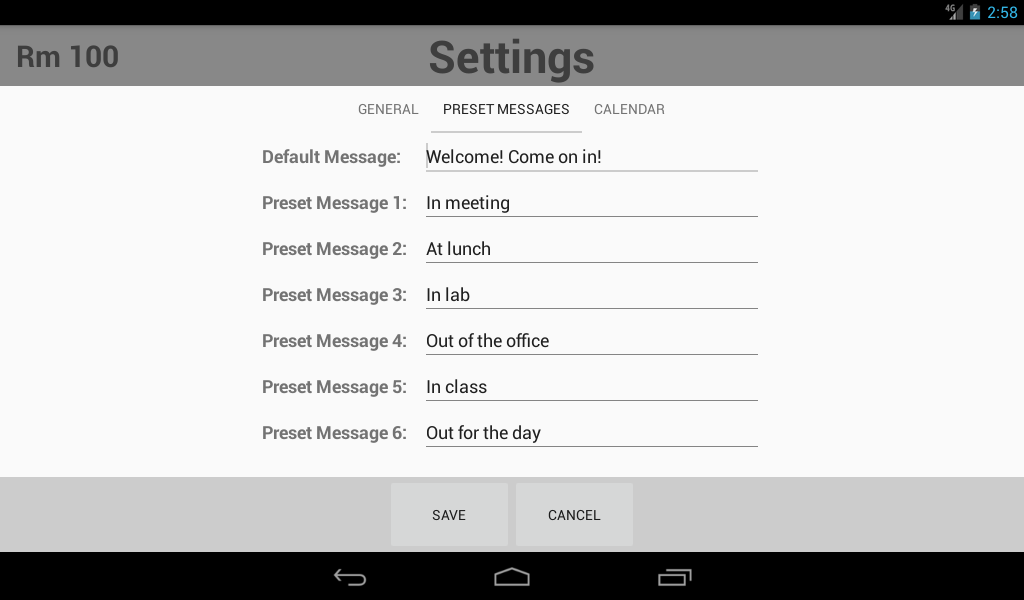 4G 2:58
Rm 100 Settings
GENERAL PRESET MESSAGES CALENDAR
Default Message: Welcome! Come on in!
Preset Message 1: In meeting
Preset Message 2: At lunch
Preset Message 3: In lab
Preset Message 4: Out of the office
Preset Message 5: In class
Preset Message 6: Out for the day
SAVE CANCEL